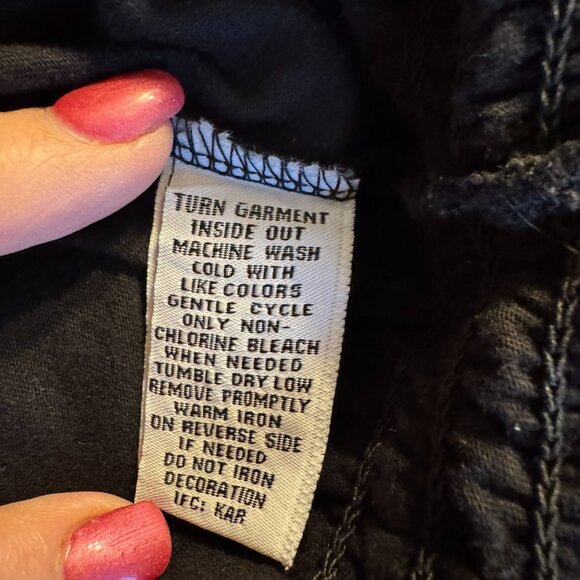 TURN GARMENT
INSIDE OUT
MACHINE WASH
COLD WITH
LIKE COLORS
GENTLE CYCLE
ONLY NON-
CHLORINE BLEACH
WHEN NEEDED
TUMBLE DRY LOW
REMOVE PROMPTLY
WARM IRON
ON REVERSE SIDE
IF NEEDED
DO NOT IRON
DECORATION
IFC: KAR